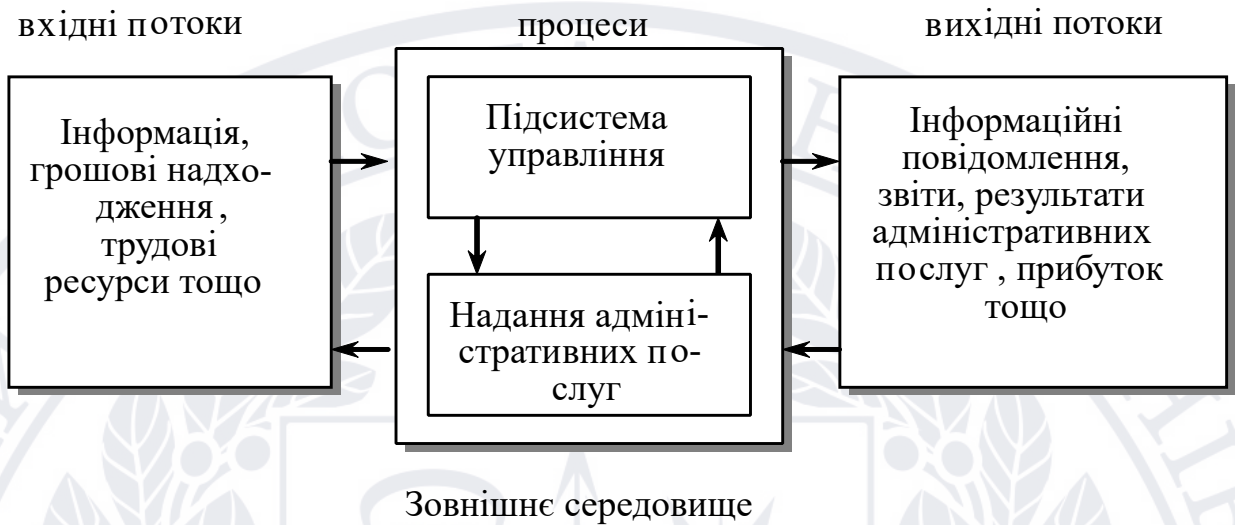 вхідні потоки
процеси
вихідні потоки
Інформація,
грошові надхо-
дження,
трудові
ресурси тощо
Підсистема
управління
Надання адміні-
стративних по-
слуг
Інформаційні
повідомлення,
звіти, результати
адміністративних
послуг, прибуток
тощо
Зовнішнє середовище